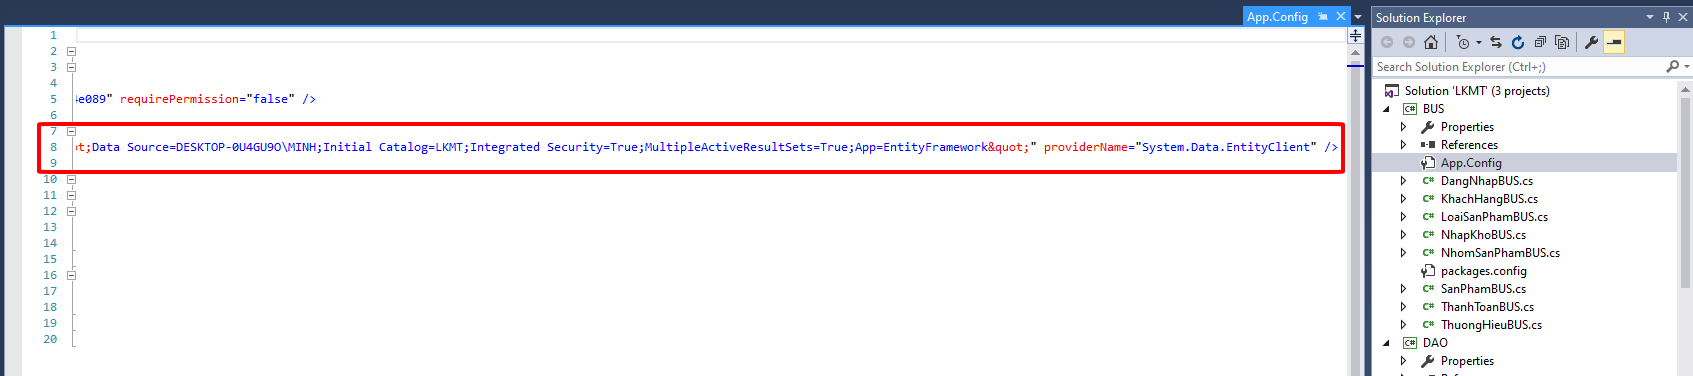 App.Config
1
2
3
4
5 4e089" requirePermission="false" />
6
7
8 ot;Data Source=DESKTOP-0U4GU9O\MINH;Initial Catalog=LKMT;Integrated Security=True;MultipleActiveResultSets=True;App=EntityFramework&quot;" providerName="System.Data.EntityClient" />
9
10
11
12
13
14
15
16
17
18
19
20
Solution Explorer
Search Solution Explorer (Ctrl+;)
Solution 'LKMT' (3 projects)
C# BUS
Properties
References
App.Config
C# DangNhapBUS.cs
C# KhachHangBUS.cs
C# LoaiSanPhamBUS.cs
C# NhapKhoBUS.cs
C# NhomSanPhamBUS.cs
packages.config
C# SanPhamBUS.cs
C# ThanhToanBUS.cs
C# ThuongHieuBUS.cs
C# DAO
Properties